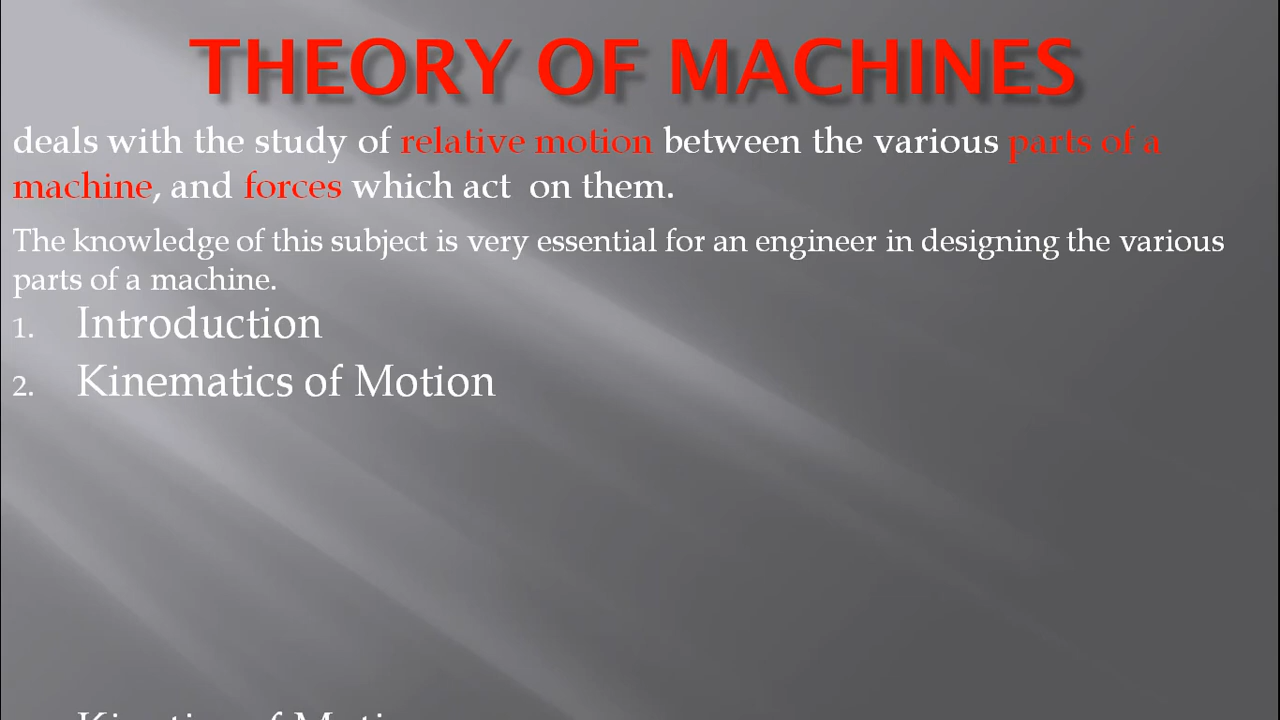 THEORY OF MACHINES
deals with the study of relative motion between the various parts of a
machine, and forces which act on them.
The knowledge of this subject is very essential for an engineer in designing the various
parts of a machine.
1. Introduction
2. Kinematics of Motion